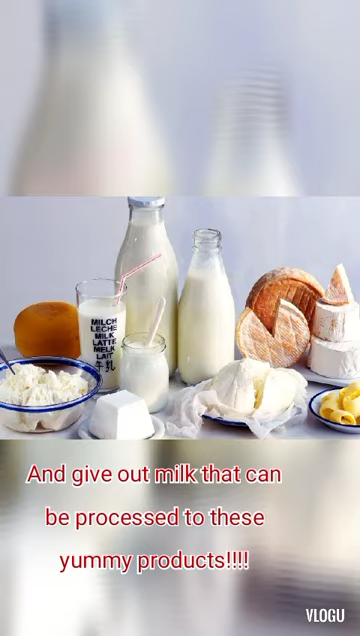 MILCH
LECHE
MILK
LATTE
MELK
LAIT
牛乳
And give out milk that can
be processed to these
yummy products!!!!
VLOGU